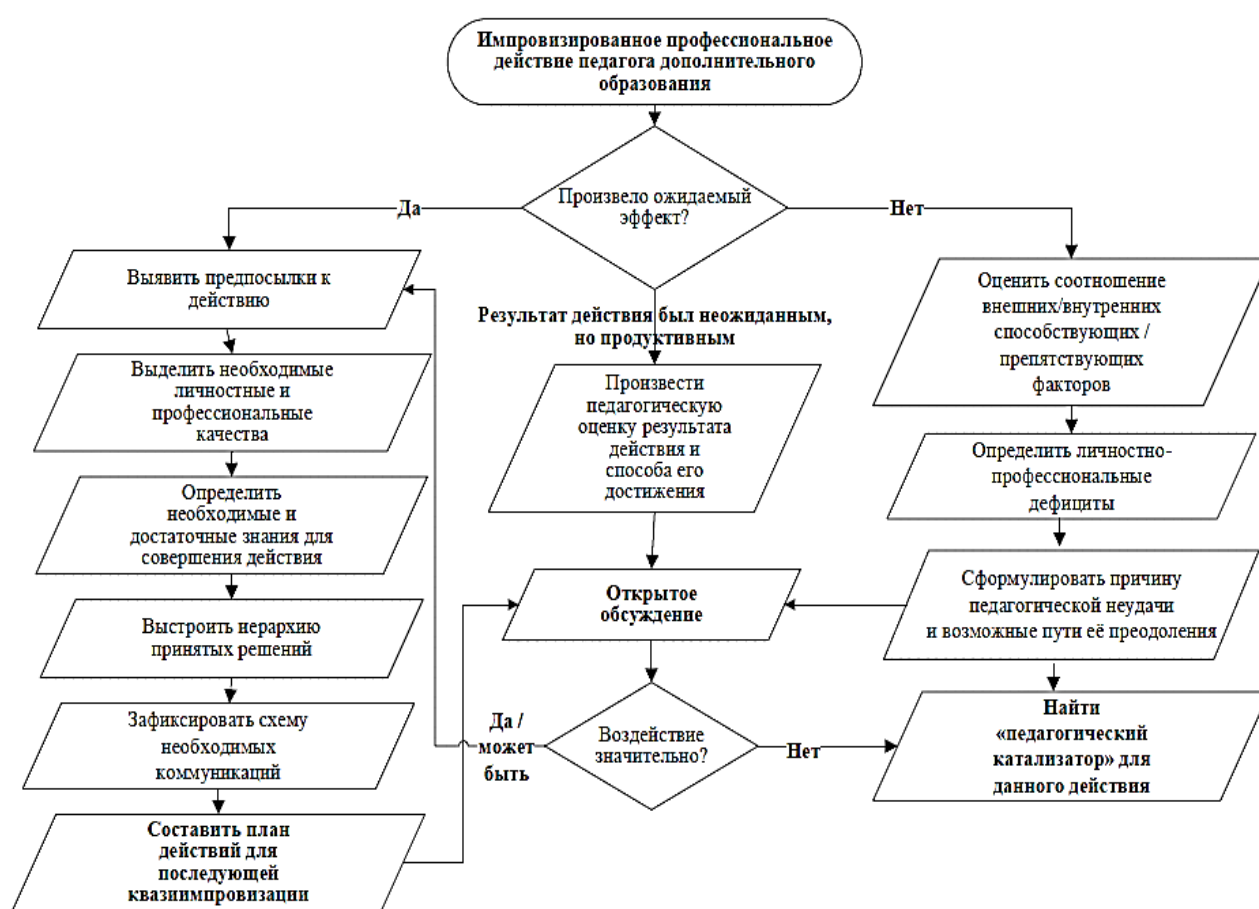 Импровизированное профессиональное
действие педагога дополнительного
образования
Произвело ожидаемый
эффект?
Да
Нет
Выявить предпосылки к
действию
Выделить необходимые
личностные и
профессиональные
качества
Определить
необходимые и
достаточные знания для
совершения действия
Выстроить иерархию
принятых решений
Зафиксировать схему
необходимых
коммуникаций
Составить план
действий для
последующей
квазиимпровизации
Результат действия был неожиданным,
но продуктивным
Произвести
педагогическую
оценку результата
действия и
способа его
достижения
Открытое
обсуждение
Воздействие
значительно?
Да /
может
быть
Нет
Оценить соотношение
внешних/внутренних
способствующих /
препятствующих
факторов
Определить личностно-
профессиональные
дефициты
Сформулировать причину
педагогической неудачи
и возможные пути её преодоления
Найти
«педагогический
катализатор» для
данного действия